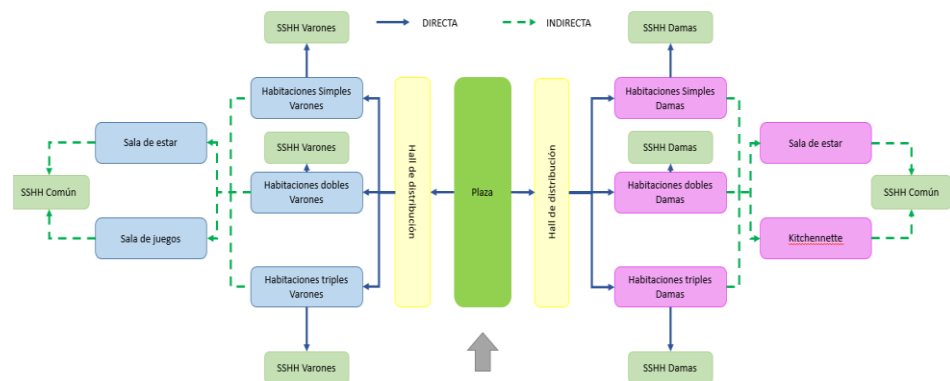 SSHH Varones
DIRECTA
INDIRECTA
SSHH Damas
Habitaciones Simples
Varones
Habitaciones Simples
Damas
Sala de estar
SSHH Varones
SSHH Damas
Sala de estar
SSHH Común
Habitaciones dobles
Varones
Hall de distribución
Plaza
Hall de distribución
Habitaciones dobles
Damas
SSHH Común
Sala de juegos
Kitchennette
Habitaciones triples
Varones
Habitaciones triples
Damas
SSHH Varones
SSHH Damas